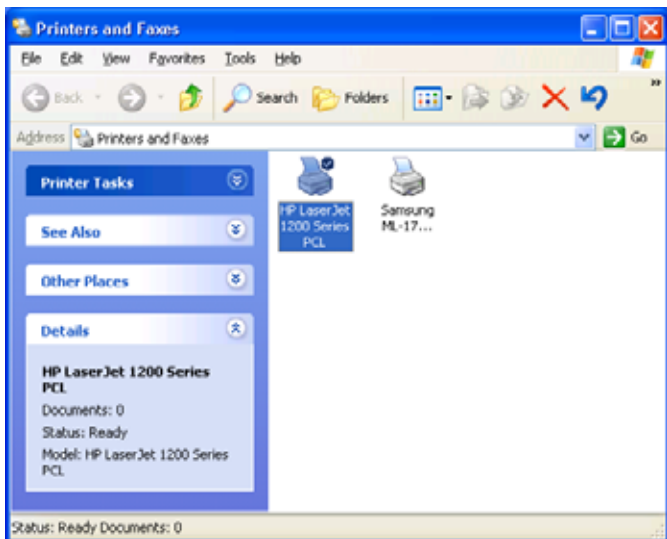 Printers and Faxes
File Edit View Favorites Tools Help
Back Search Folders »
Address Printers and Faxes Go
Printer Tasks
See Also
Other Places
Details
HP LaserJet 1200 Series
PCL
Documents: 0
Status: Ready
Model: HP LaserJet 1200 Series
PCL
HP LaserJet
1200 Series
PCL
Samsung
ML-17...
Status: Ready Documents: 0